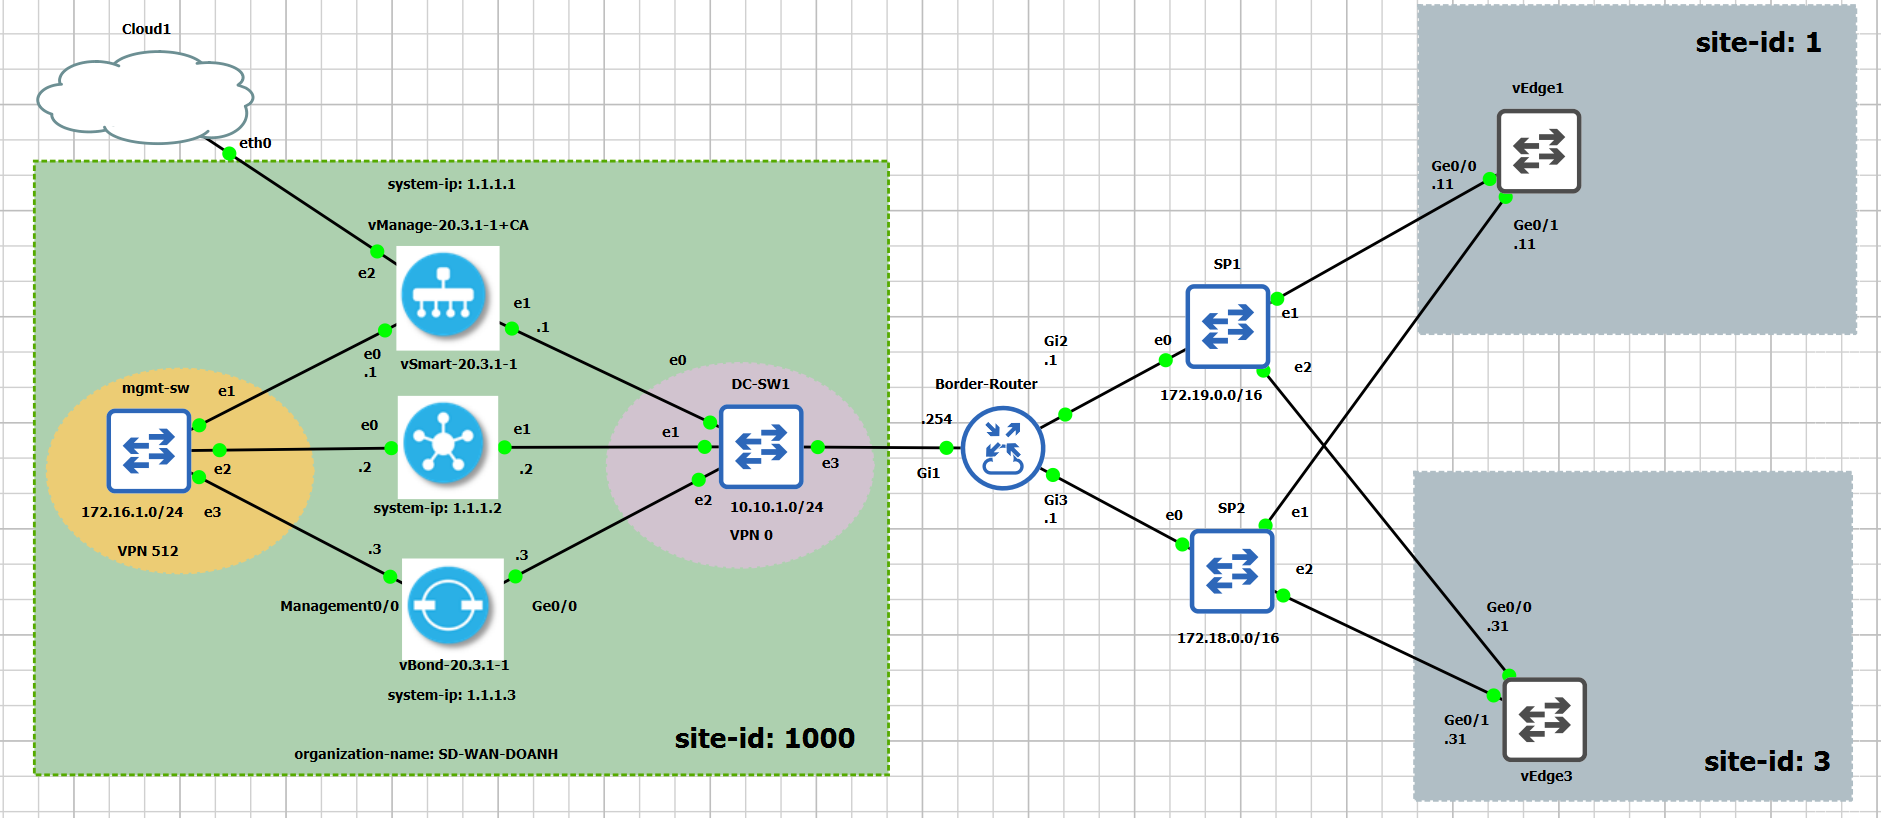 Cloud1
eth0
system-ip: 1.1.1.1
vManage-20.3.1-1+CA
e2
e1
.1
e0
.1
vSmart-20.3.1-1
mgmt-sw
e1
e2
172.16.1.0/24
e3
VPN 512
e0
.2
e1
.2
system-ip: 1.1.1.2
e0
DC-SW1
e1
e2
e3
10.10.1.0/24
VPN 0
.3
.3
Management0/0
Ge0/0
vBond-20.3.1-1
system-ip: 1.1.1.3
site-id: 1000
organization-name: SD-WAN-DOANH
Border-Router
.254
Gi1
Gi2
.1
Gi3
.1
SP1
e0
e1
e2
172.19.0.0/16
SP2
e0
e1
e2
172.18.0.0/16
site-id: 1
vEdge1
Ge0/0
.11
Ge0/1
.11
Ge0/0
.31
Ge0/1
.31
vEdge3
site-id: 3